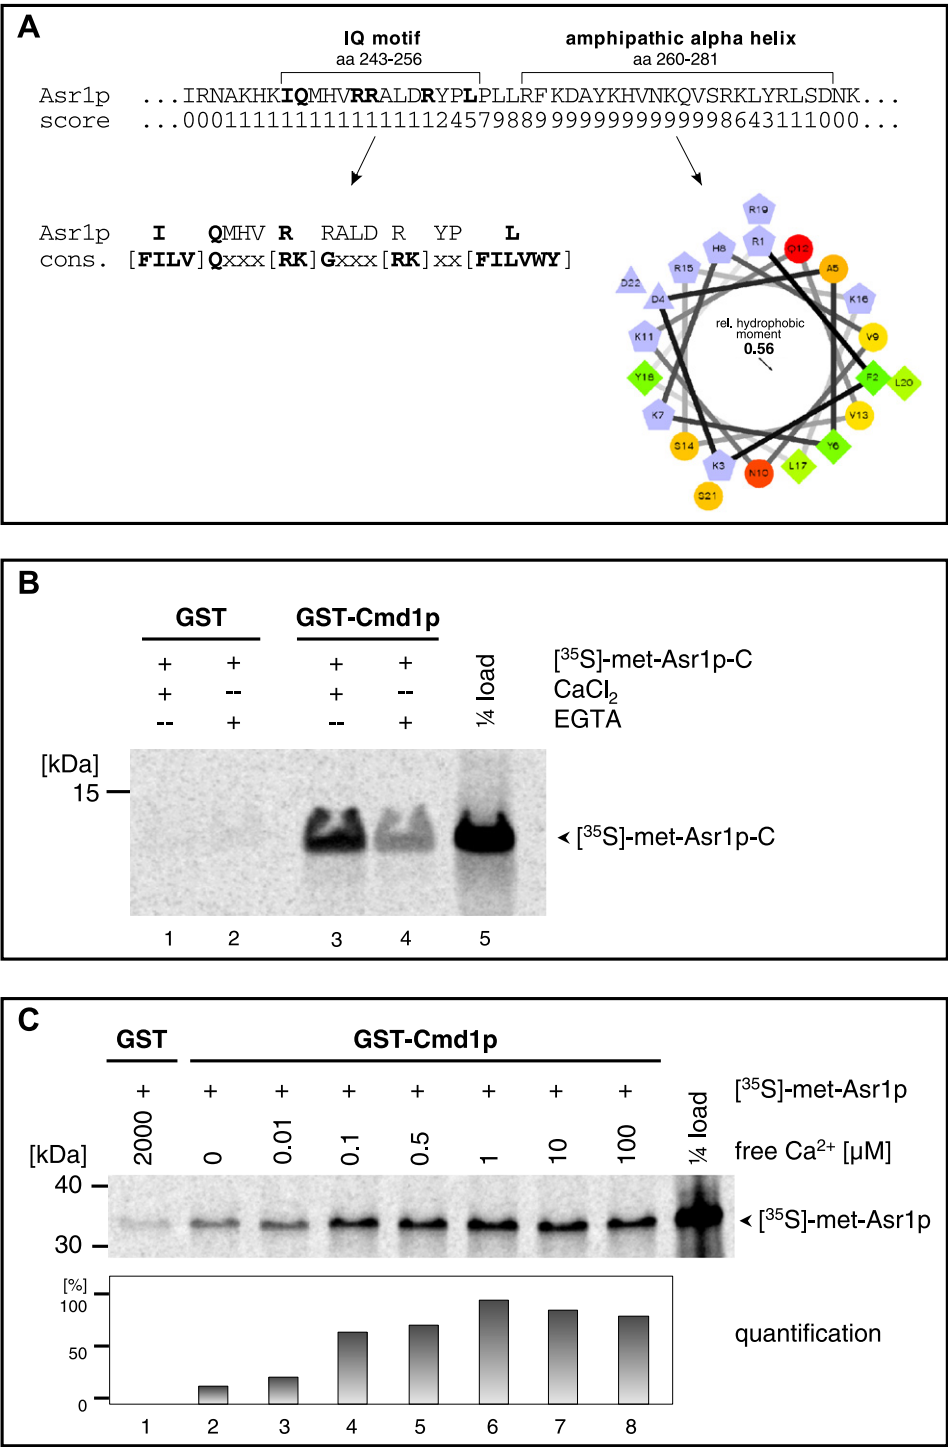 A
IQ motif amphipathic alpha helix
aa 243-256 aa 260-281
Asr1p ...IRNAKHKIQMHVRRALDRYPLPLLRFKDAYKHVNKQVSRKLYRLSDNK...
score ...000111111111111112457988999999999999986431110 00...
Asr1p I QMHV R RALD R YP L
cons. [FILV]Qxxx[RK]Gxxx[RK]xx[FILVWY]
R19
H8 R1 Q12
R15 A5
D22 D4 K16
rel. hydrophobic
moment
0.56
K11 V9
Y18 F2 L20
K7 V13
S14 Y6
K3 N10 L17
S21
B
GST GST-Cmd1p
+ + + + [35S]-met-Asr1p-C
+ -- + -- CaCl2
-- + -- + EGTA
¼ load
[kDa]
15
[35S]-met-Asr1p-C
1 2 3 4 5
C
GST GST-Cmd1p
+ + + + + + + + [35S]-met-Asr1p
[kDa] 2000 0 0.01 0.1 0.5 1 10 100 ¼ load free Ca2+ [µM]
40
[35S]-met-Asr1p
30
[%]
100
50
0
quantification
1 2 3 4 5 6 7 8